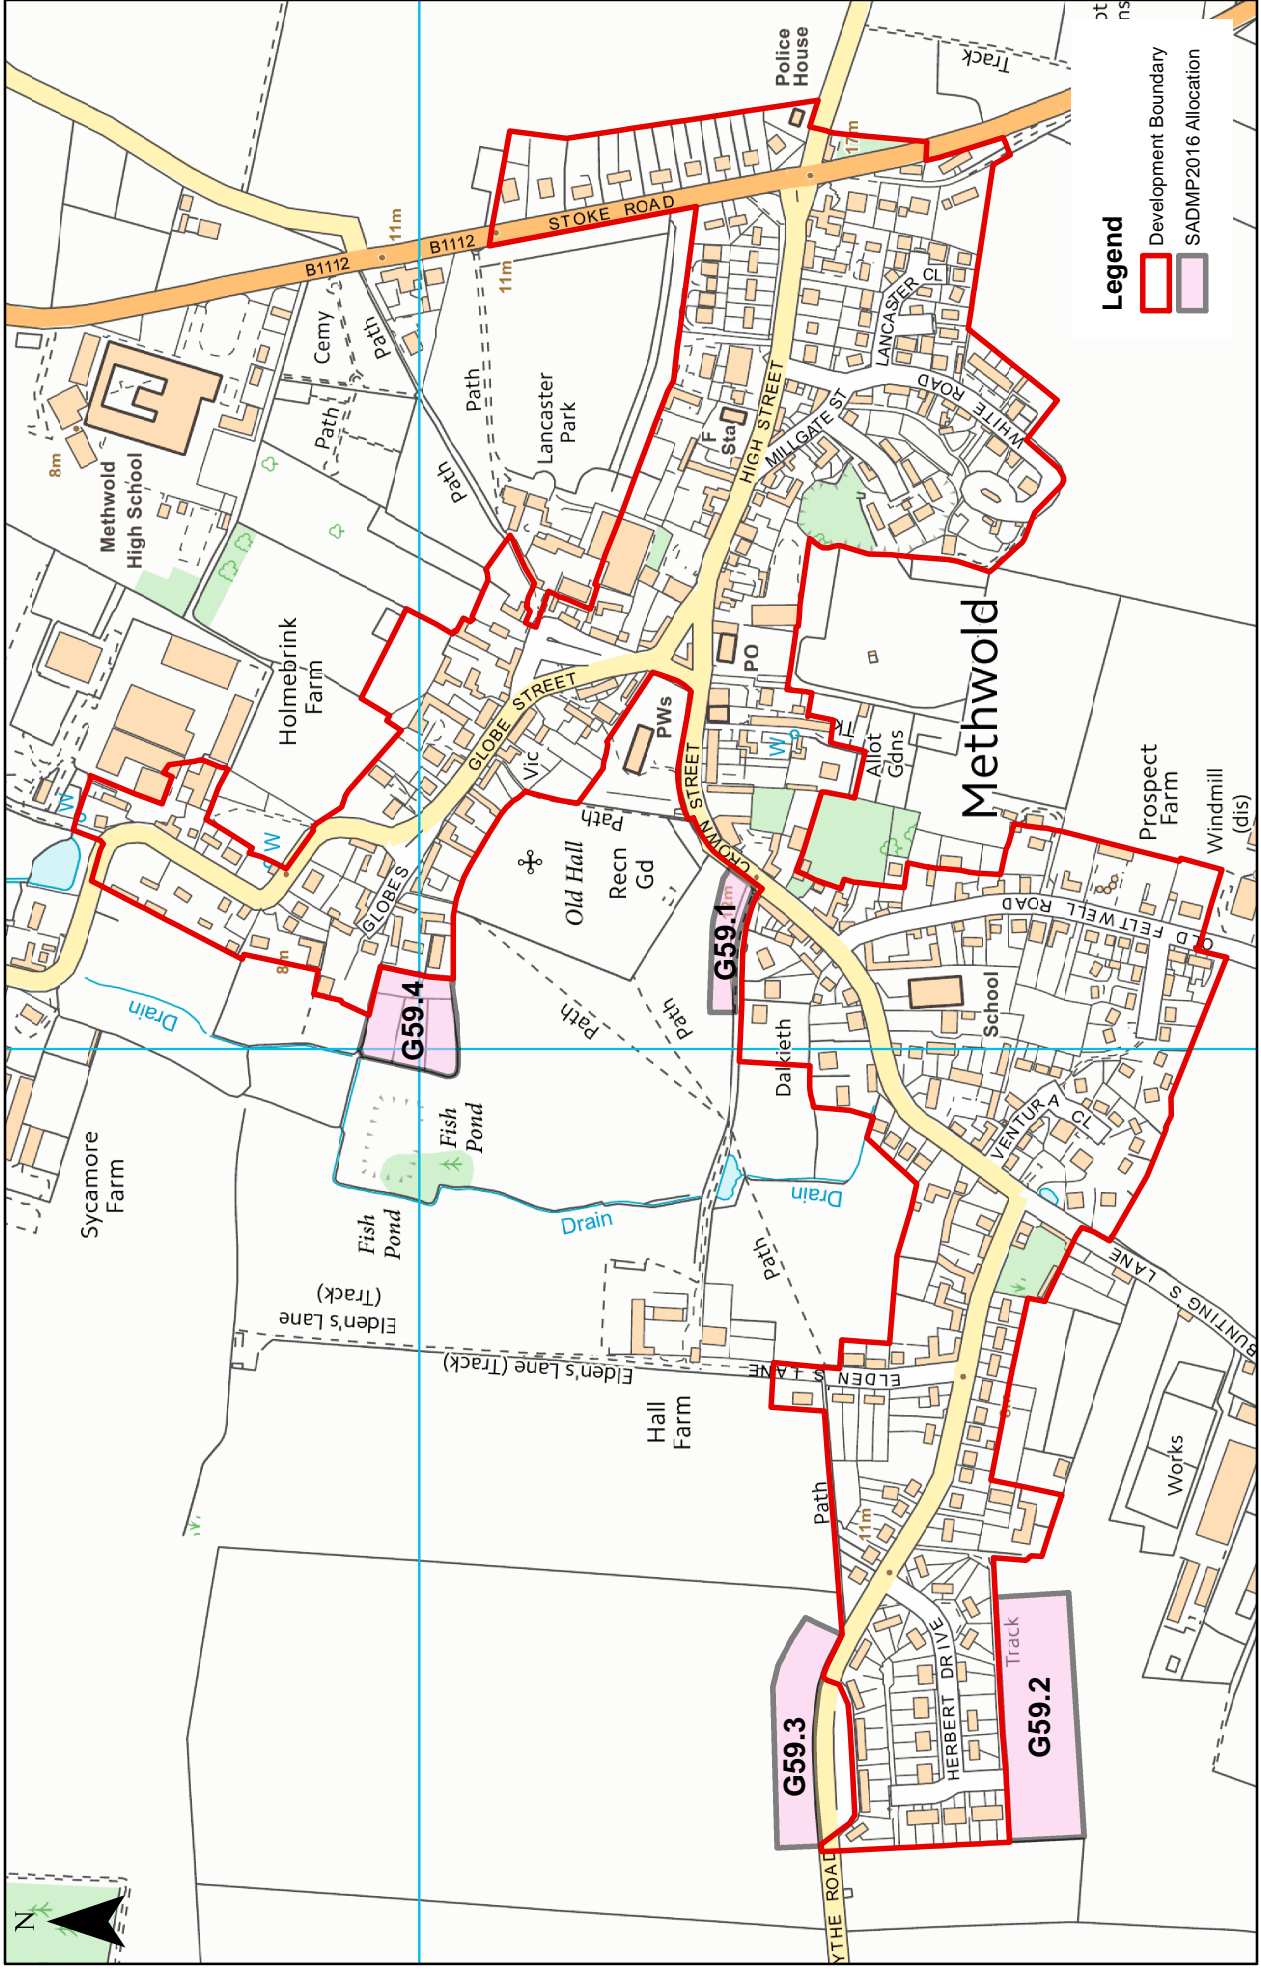 Police
House
Track
Legend
Development Boundary
SADMP2016 Allocation
17m
11m
B1112
B1112
STOKE ROAD
11m
Cemy
Path
Path
Path
Path
Lancaster
Park
8m
Methwold
High School
LANCASTER CL
WHITE ROAD
HIGH STREET
MILLGATE ST
F
Sta
Holmebrink
Farm
GLOBE STREET
Methwold
PO
PWs
TK
W
Allot
Gdns
Vic
W
W
Path
STREET
CROWN
Old Hall
Recn
Gd
Prospect
Farm
Windmill
(dis)
OLD FELTWELL ROAD
GLOBE S
8m
G59.1
G59.4
School
Drain
Path
Path
Dalkieth
VENTURA CL
Sycamore
Farm
Fish
Pond
Fish
Pond
Drain
Drain
Path
BUNTING S LANE
Elden's Lane
(Track)
Elden's Lane (Track)
ELDEN S LANE
Hall
Farm
Path
11m
Works
Track
HERBERT DRIVE
G59.2
G59.3
YTHE ROAD
N